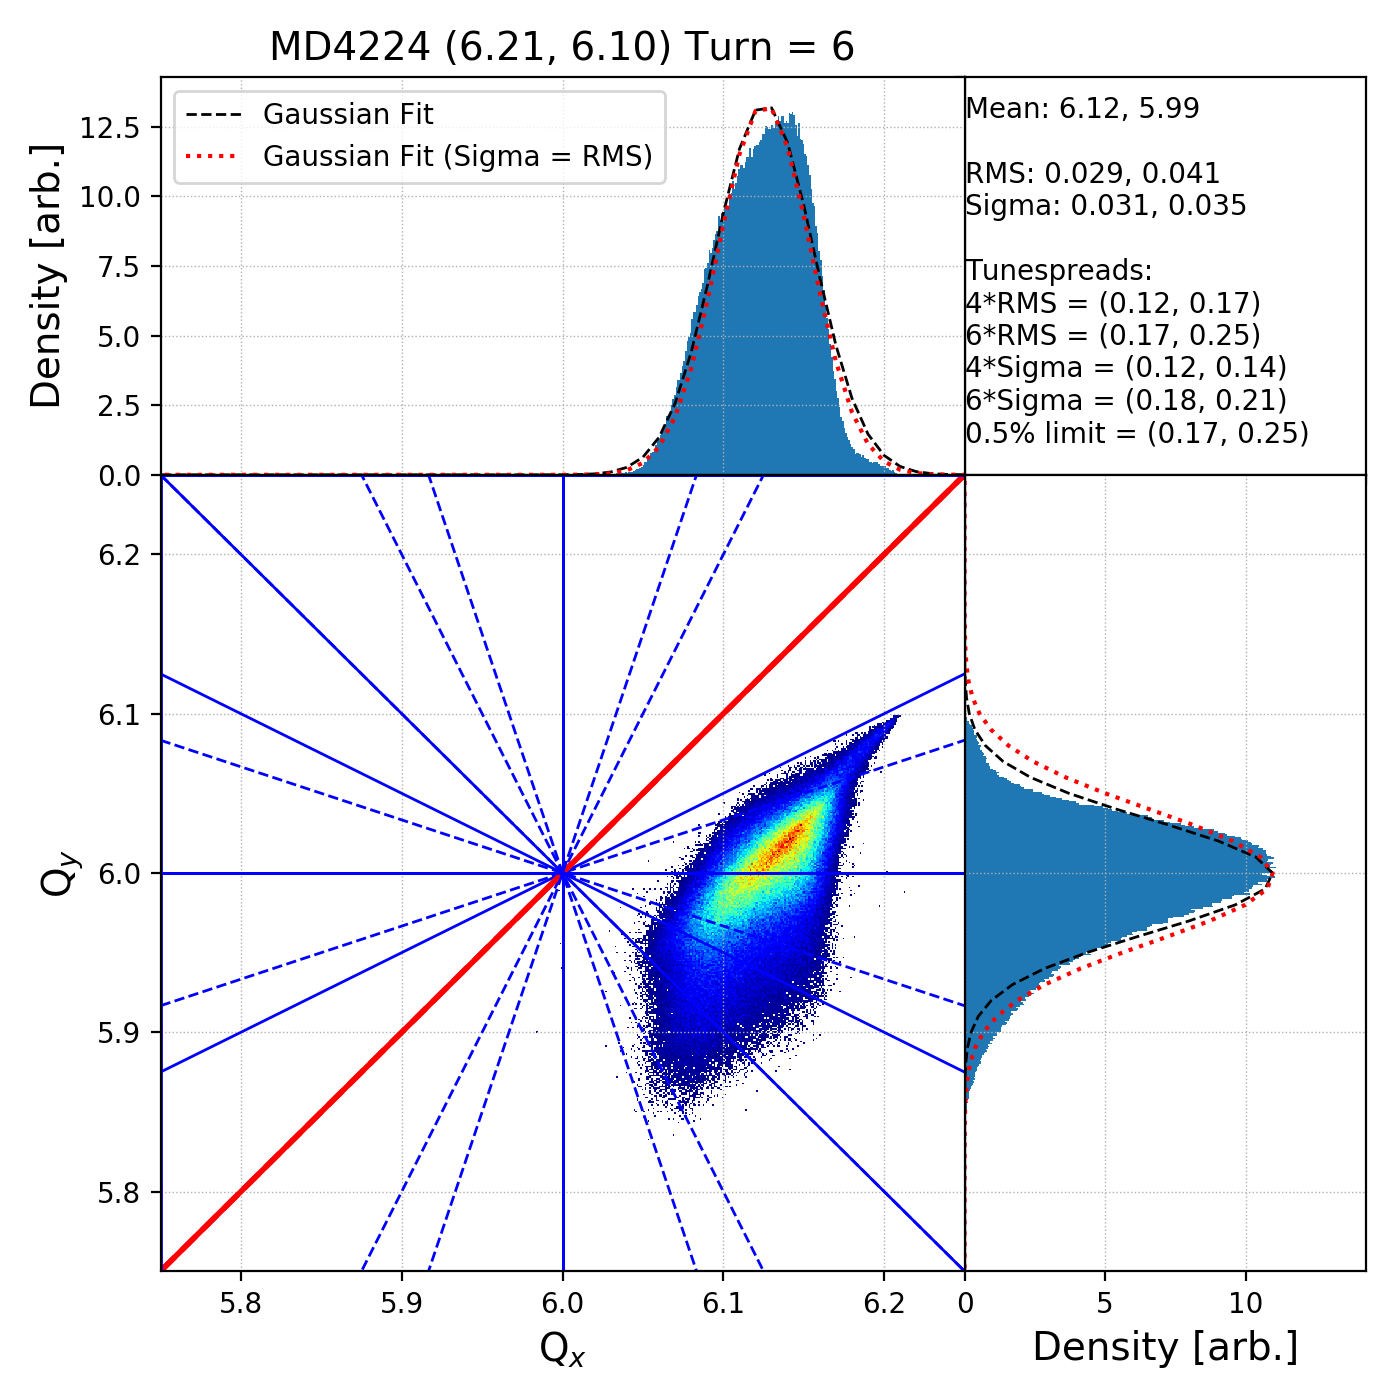 MD4224 (6.21, 6.10) Turn = 6
Gaussian Fit
Gaussian Fit (Sigma = RMS)
Density [arb.]
12.5
10.0
7.5
5.0
2.5
0.0
Mean: 6.12, 5.99
RMS: 0.029, 0.041
Sigma: 0.031, 0.035
Tunespreads:
4*RMS = (0.12, 0.17)
6*RMS = (0.17, 0.25)
4*Sigma = (0.12, 0.14)
6*Sigma = (0.18, 0.21)
0.5% limit = (0.17, 0.25)
Qy
6.2
6.1
6.0
5.9
5.8
5.8 5.9 6.0 6.1 6.2
Qx
0 5 10
Density [arb.]